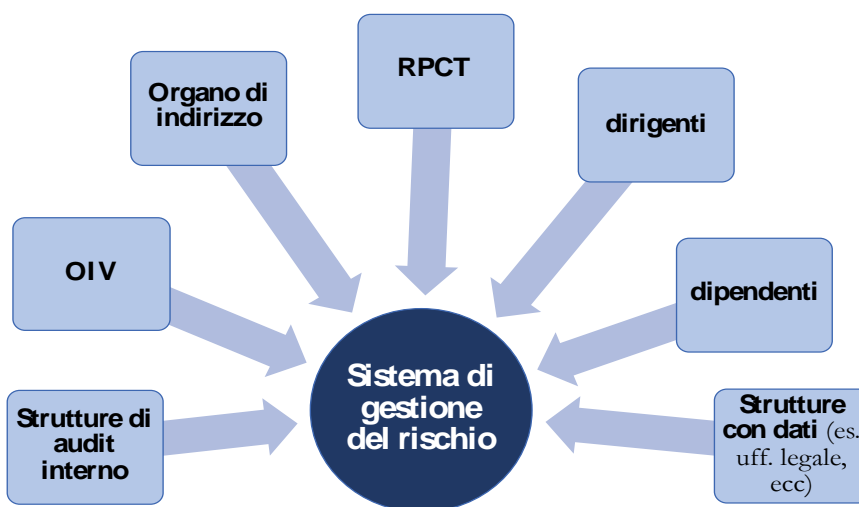 RPCT
Organo di
indirizzo
dirigenti
OIV
dipendenti
Sistema di
gestione
del rischio
Strutture di
audit
interno
Strutture
con dati (es.
uff. legale,
ecc)